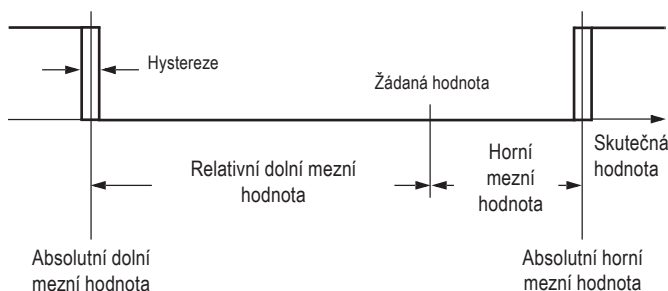 Hystereze
Žádaná hodnota
Skutečná
hodnota
Relativní dolní mezní
hodnota
Horní
mezní
hodnota
Absolutní dolní
mezní hodnota
Absolutní horní
mezní hodnota